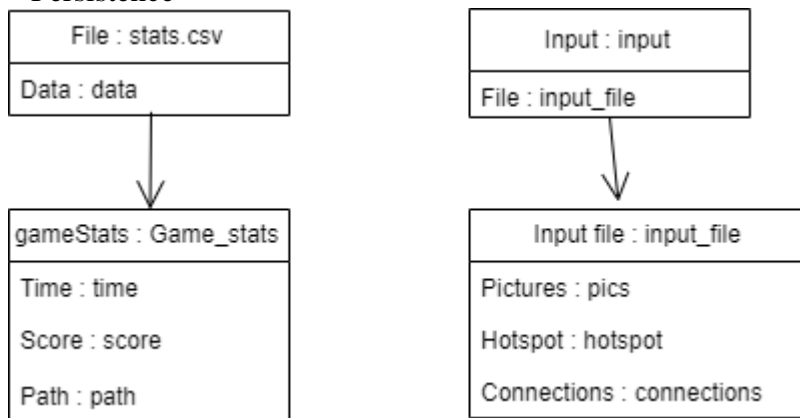 Persistence
File : stats.csv
Data : data
gameStats : Game_stats
Time : time
Score : score
Path : path
Input : input
File : input_file
Input file : input_file
Pictures : pics
Hotspot : hotspot
Connections : connections